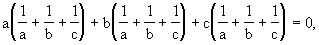 a(1/a + 1/b + 1/c) + b(1/a + 1/b + 1/c) + c(1/a + 1/b + 1/c) = 0,